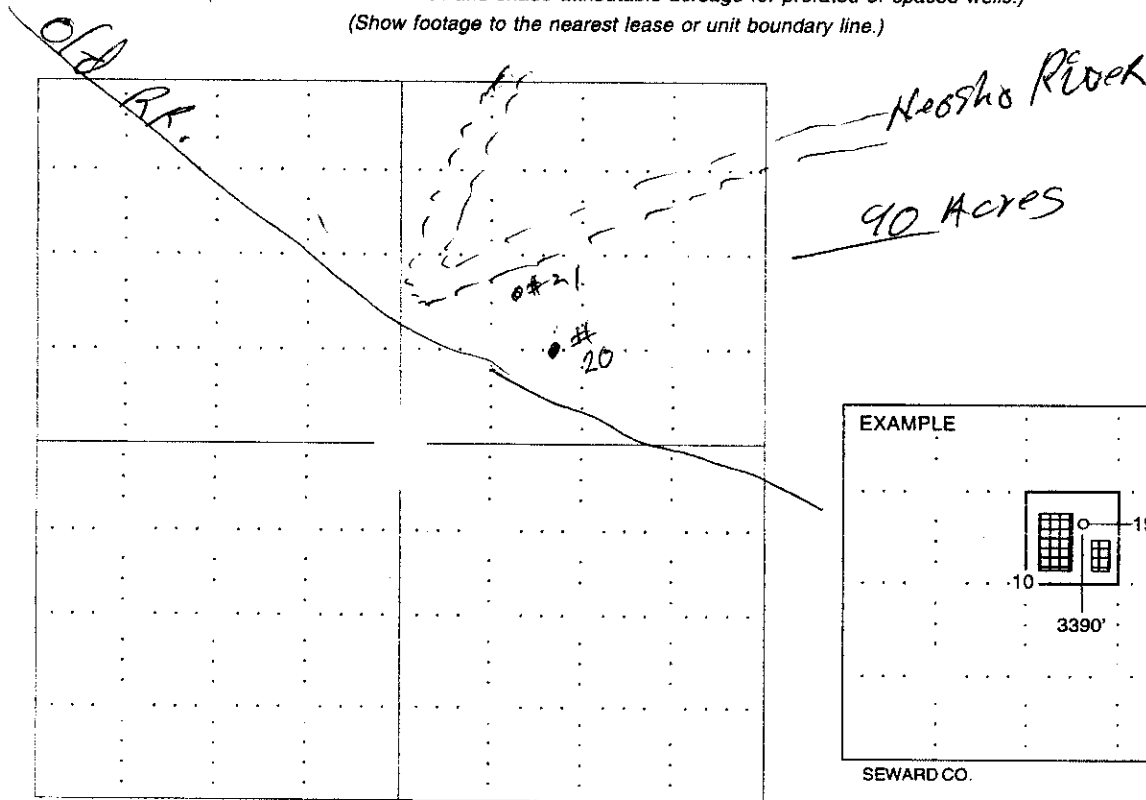 (Show footage to the nearest lease or unit boundary line.)
Old RR.
Neosho River
90 Acres
#21
#
20
EXAMPLE
10
3390'
SEWARD CO.